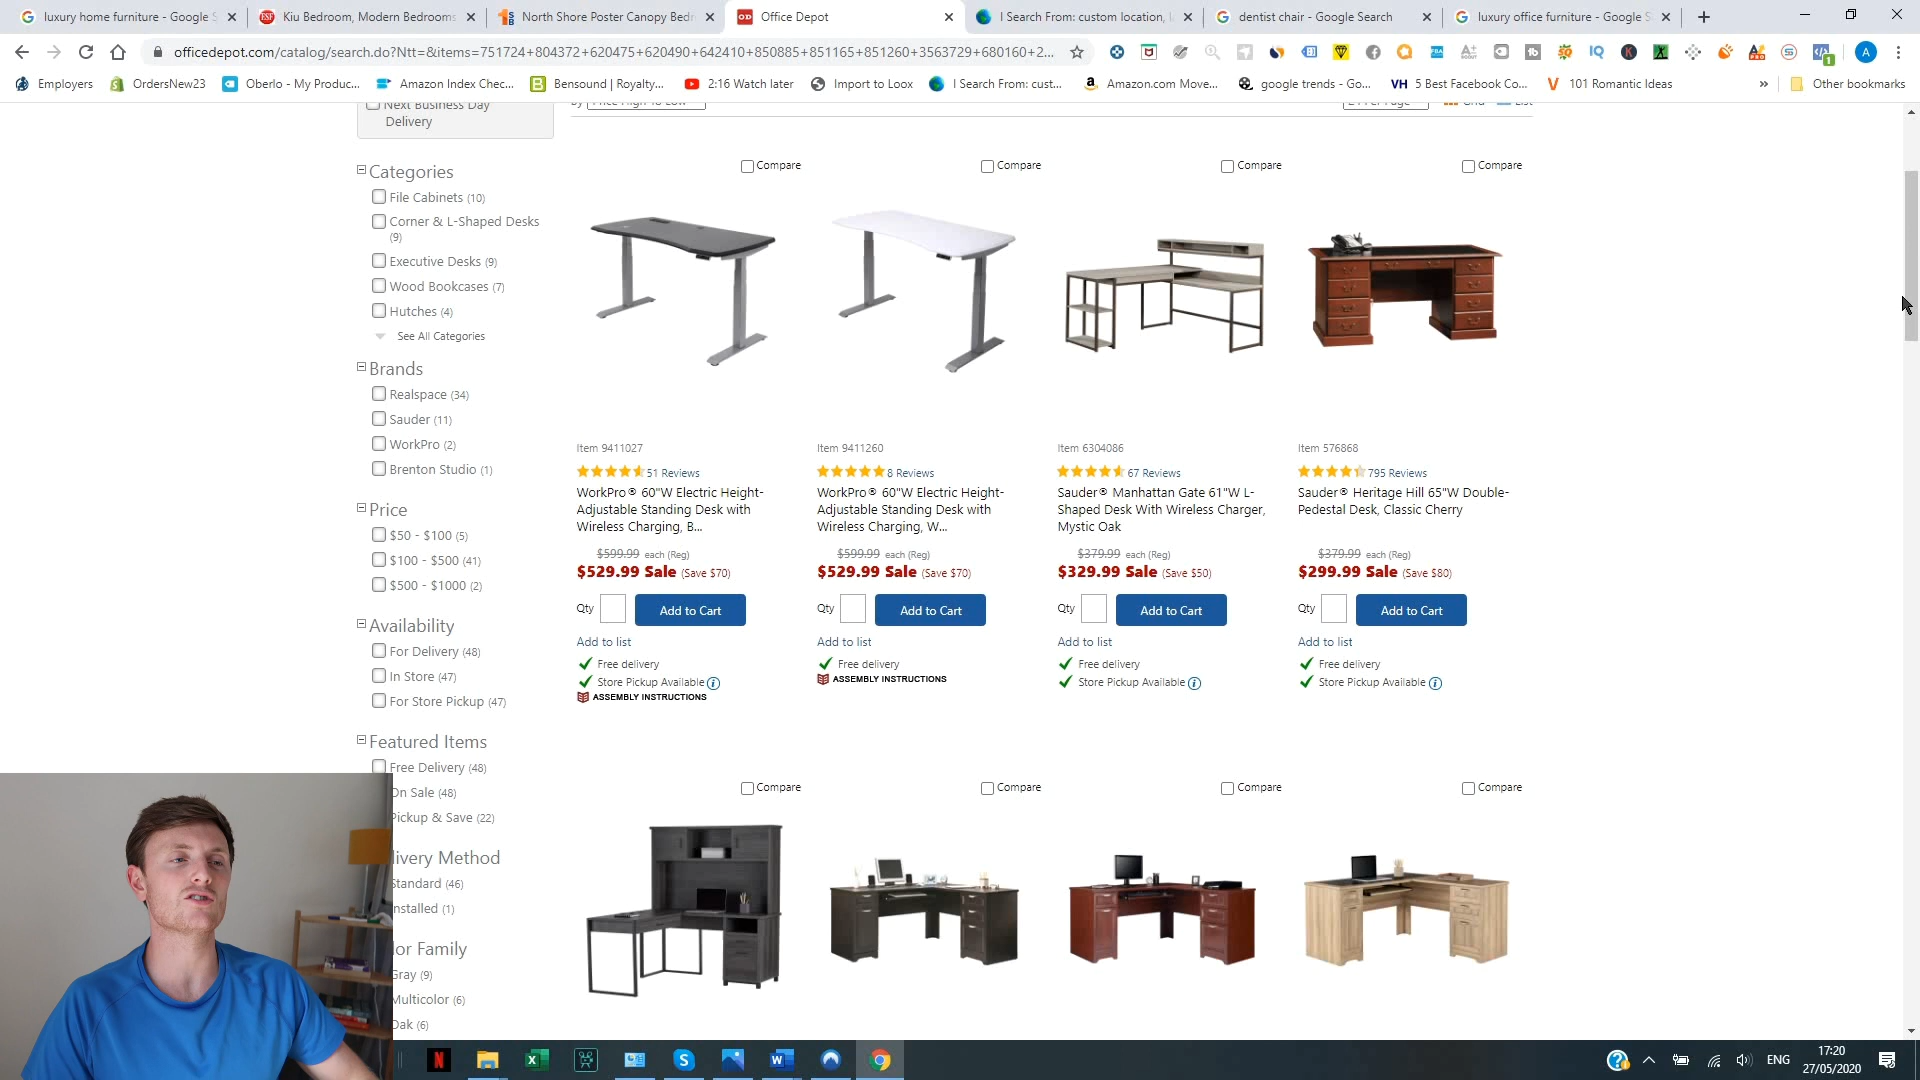 luxury home furniture - Google S
Kiu Bedroom, Modern Bedrooms
North Shore Poster Canopy Bedr
Office Depot
I Search From: custom location, l
dentist chair - Google Search
luxury office furniture - Google S
officedepot.com/catalog/search.do?Ntt=&items=751724+804372+620475+620490+642410+850885+851165+851260+3563729+680160+2...
Employers
OrdersNew23
Oberlo - My Produc...
Amazon Index Chec...
Bensound | Royalty...
2:16 Watch later
Import to Loox
I Search From: cust...
Amazon.com Move...
google trends - Go...
VH 5 Best Facebook Co...
101 Romantic Ideas
Other bookmarks
Next Business Day
Delivery
Categories
File Cabinets (10)
Corner & L-Shaped Desks
(9)
Executive Desks (9)
Wood Bookcases (7)
Hutches (4)
See All Categories
Brands
Realspace (34)
Sauder (11)
WorkPro (2)
Brenton Studio (1)
Price
$50 - $100 (5)
$100 - $500 (41)
$500 - $1000 (2)
Availability
For Delivery (48)
In Store (47)
For Store Pickup (47)
Featured Items
Free Delivery (48)
On Sale (48)
Pickup & Save (22)
livery Method
Standard (46)
nstalled (1)
or Family
Gray (9)
Multicolor (6)
Oak (6)
Compare
Compare
Compare
Compare
Item 9411027
51 Reviews
WorkPro® 60"W Electric Height-
Adjustable Standing Desk with
Wireless Charging, B...
$599.99 each (Reg)
$529.99 Sale (Save $70)
Qty Add to Cart
Add to list
Free delivery
Store Pickup Available
ASSEMBLY INSTRUCTIONS
Item 9411260
8 Reviews
WorkPro® 60"W Electric Height-
Adjustable Standing Desk with
Wireless Charging, W...
$599.99 each (Reg)
$529.99 Sale (Save $70)
Qty Add to Cart
Add to list
Free delivery
ASSEMBLY INSTRUCTIONS
Item 6304086
67 Reviews
Sauder® Manhattan Gate 61"W L-
Shaped Desk With Wireless Charger,
Mystic Oak
$379.99 each (Reg)
$329.99 Sale (Save $50)
Qty Add to Cart
Add to list
Free delivery
Store Pickup Available
Item 576868
795 Reviews
Sauder® Heritage Hill 65"W Double-
Pedestal Desk, Classic Cherry
$379.99 each (Reg)
$299.99 Sale (Save $80)
Qty Add to Cart
Add to list
Free delivery
Store Pickup Available
Compare
Compare
Compare
Compare
ENG
17:20
27/05/2020